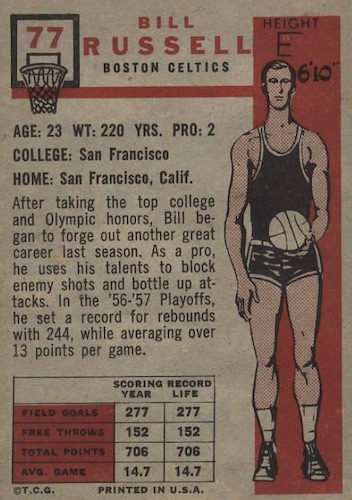 77
BILL
RUSSELL
BOSTON CELTICS
HEIGHT
E
6'10"
AGE: 23 WT: 220 YRS. PRO: 2
COLLEGE: San Francisco
HOME: San Francisco, Calif.
After taking the top college
and Olympic honors, Bill be-
gan to forge out another great
career last season. As a pro,
he uses his talents to block
enemy shots and bottle up at-
tacks. In the '56-'57 Playoffs,
he set a record for rebounds
with 244, while averaging over
13 points per game.
SCORING RECORD
YEAR LIFE
FIELD GOALS 277 277
FREE THROWS 152 152
TOTAL POINTS 706 706
AVG. GAME 14.7 14.7
©T.C.G. PRINTED IN U.S.A.